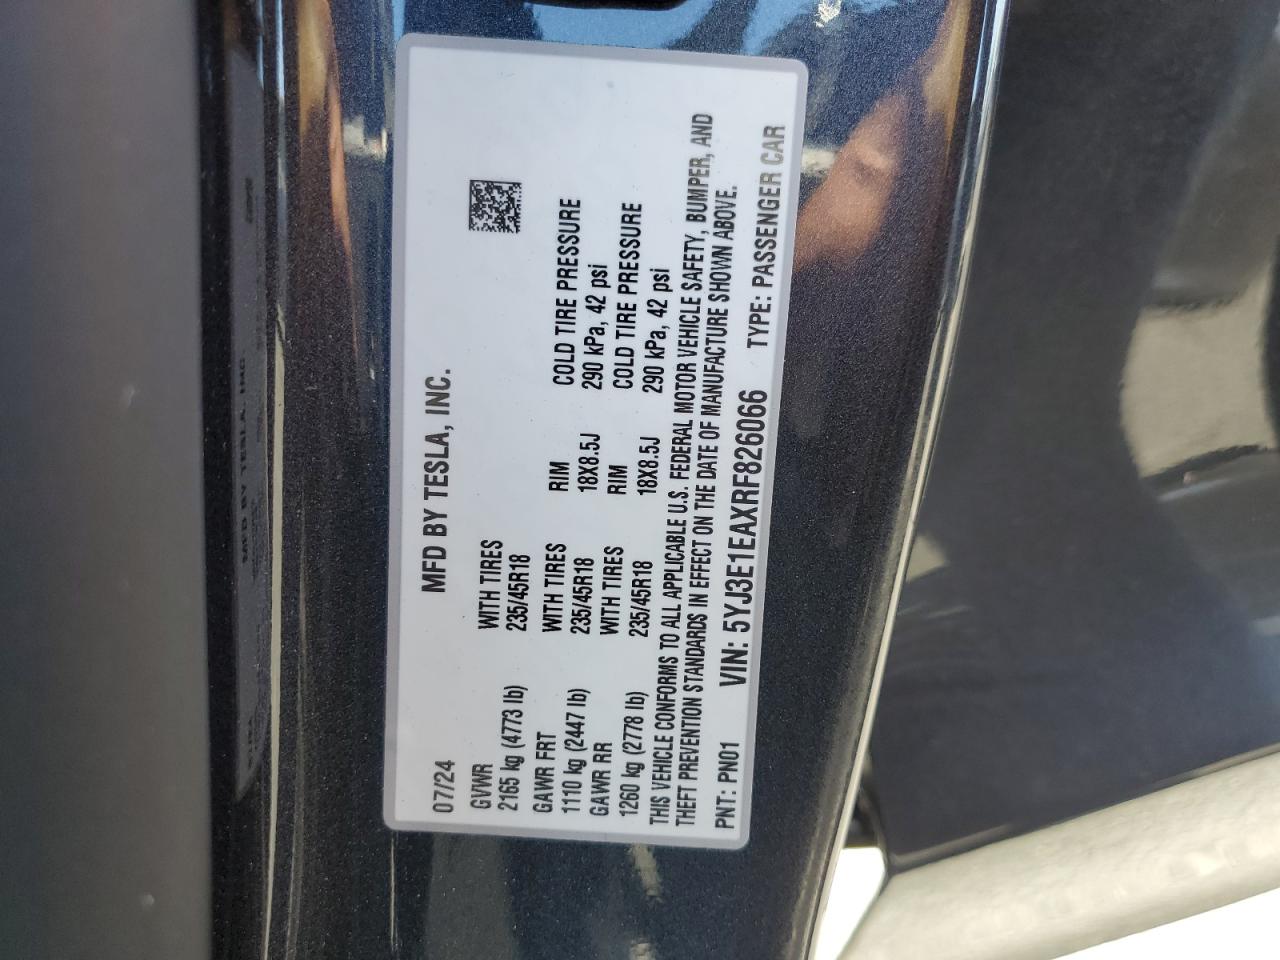 07/24 MFD BY TESLA, INC.
GVWR WITH TIRES
2165 kg (4773 lb) 235/45R18
GAWR FRT WITH TIRES RIM COLD TIRE PRESSURE
1110 kg (2447 lb) 235/45R18 18X8.5J 290 kPa, 42 psi
GAWR RR WITH TIRES RIM COLD TIRE PRESSURE
1260 kg (2778 lb) 235/45R18 18X8.5J 290 kPa, 42 psi
THIS VEHICLE CONFORMS TO ALL APPLICABLE U.S. FEDERAL MOTOR VEHICLE SAFETY, BUMPER, AND
THEFT PREVENTION STANDARDS IN EFFECT ON THE DATE OF MANUFACTURE SHOWN ABOVE.
PNT: PN01 VIN: 5YJ3E1EAXRF826066 TYPE: PASSENGER CAR
MFD BY TESLA, INC.